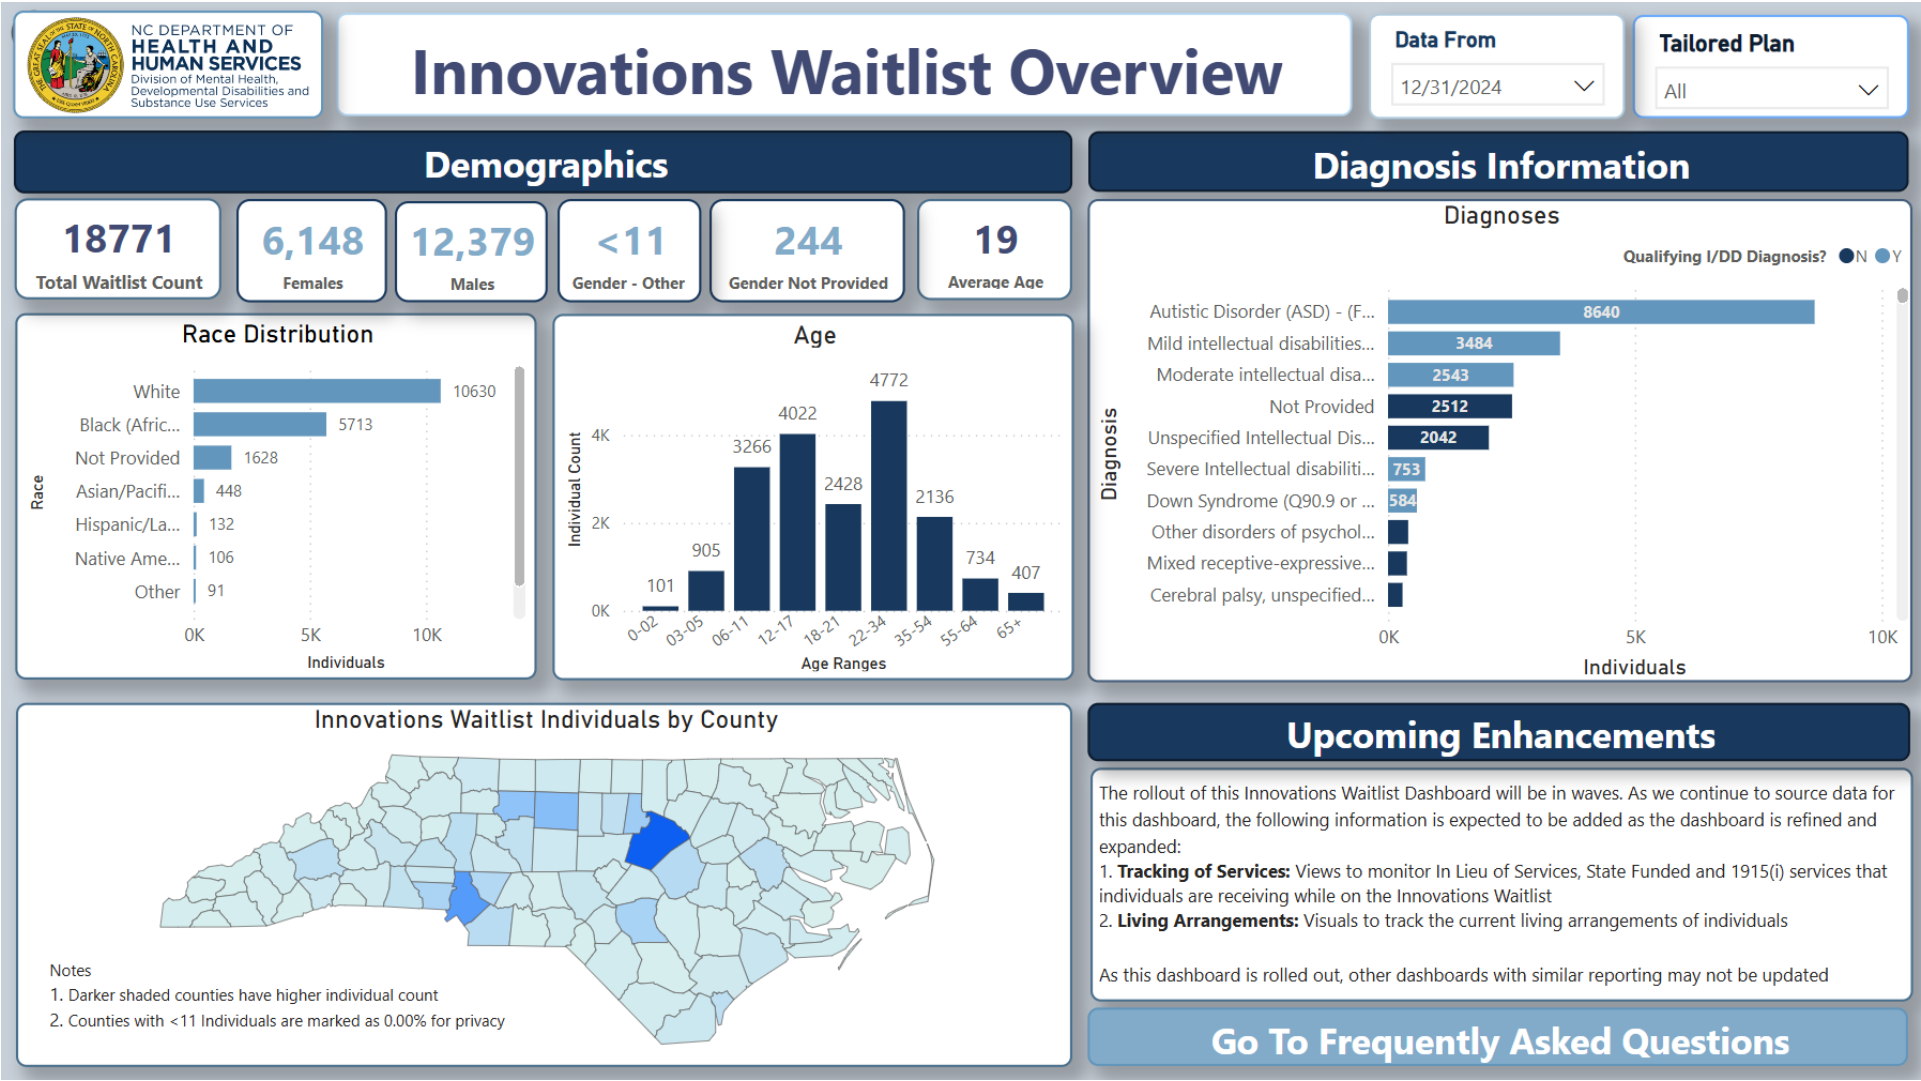 NC DEPARTMENT OF
HEALTH AND
HUMAN SERVICES
Division of Mental Health,
Developmental Disabilities and
Substance Use Services
Innovations Waitlist Overview
Data From
12/31/2024
Tailored Plan
All
Demographics
18771
Total Waitlist Count
6,148
Females
12,379
Males
<11
Gender - Other
244
Gender Not Provided
19
Average Age
Race Distribution
Race
White 10630
Black (Afric... 5713
Not Provided 1628
Asian/Pacifi... 448
Hispanic/La... 132
Native Ame... 106
Other 91
0K 5K 10K
Individuals
Age
Individual Count
4K
2K
0K
101 905 3266 4022 2428 4772 2136 734 407
0-02 03-05 06-11 12-17 18-21 22-34 35-54 55-64 65+
Age Ranges
Diagnosis Information
Diagnoses
Qualifying I/DD Diagnosis? N Y
Diagnosis
Autistic Disorder (ASD) - (F... 8640
Mild intellectual disabilities... 3484
Moderate intellectual disa... 2543
Not Provided 2512
Unspecified Intellectual Dis... 2042
Severe Intellectual disabiliti... 753
Down Syndrome (Q90.9 or ... 584
Other disorders of psychol...
Mixed receptive-expressive...
Cerebral palsy, unspecified...
0K 5K 10K
Individuals
Innovations Waitlist Individuals by County
Notes
1. Darker shaded counties have higher individual count
2. Counties with <11 Individuals are marked as 0.00% for privacy
Upcoming Enhancements
The rollout of this Innovations Waitlist Dashboard will be in waves. As we continue to source data for
this dashboard, the following information is expected to be added as the dashboard is refined and
expanded:
1. Tracking of Services: Views to monitor In Lieu of Services, State Funded and 1915(i) services that
individuals are receiving while on the Innovations Waitlist
2. Living Arrangements: Visuals to track the current living arrangements of individuals
As this dashboard is rolled out, other dashboards with similar reporting may not be updated
Go To Frequently Asked Questions